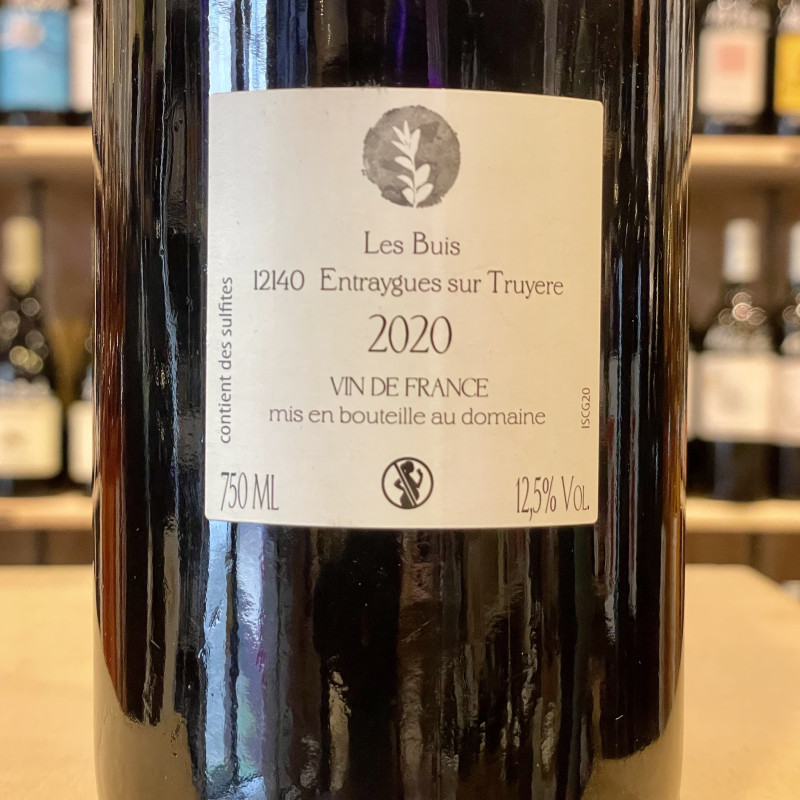 Les Buis
12140 Entraygues sur Truyere
2020
VIN DE FRANCE
mis en bouteille au domaine
contient des sulfites
ISCG20
750 ML
12,5% VOL